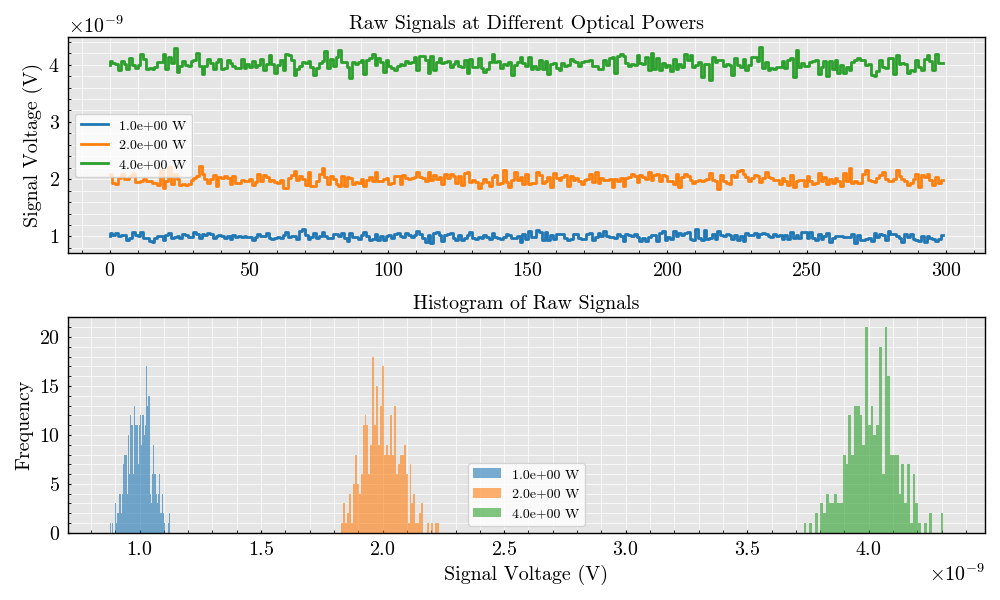 Raw Signals at Different Optical Powers
×10⁻⁹
Signal Voltage (V)
4
3
2
1
1.0e+00 W
2.0e+00 W
4.0e+00 W
0 50 100 150 200 250 300
Histogram of Raw Signals
Frequency
20
15
10
5
0
1.0e+00 W
2.0e+00 W
4.0e+00 W
1.0 1.5 2.0 2.5 3.0 3.5 4.0
Signal Voltage (V)
×10⁻⁹